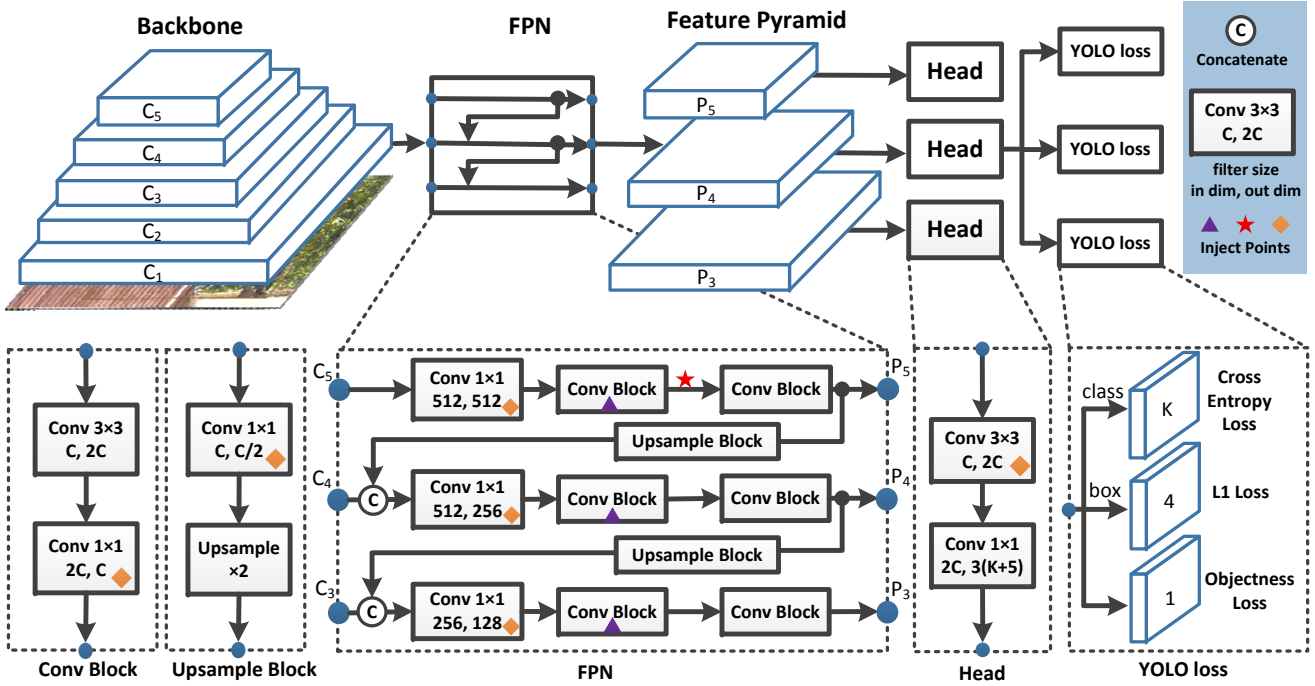 Backbone
FPN
Feature Pyramid
C5
C4
C3
C2
C1
P5
P4
P3
Head
Head
Head
YOLO loss
YOLO loss
YOLO loss
C
Concatenate
Conv 3×3
C, 2C
filter size
in dim, out dim
Inject Points
Conv 3×3
C, 2C
Conv 1×1
2C, C
Conv Block
Conv 1×1
C, C/2
Upsample
×2
Upsample Block
C5
Conv 1×1
512, 512
Conv Block
Conv Block
P5
Upsample Block
C4
C
Conv 1×1
512, 256
Conv Block
Conv Block
P4
Upsample Block
C3
C
Conv 1×1
256, 128
Conv Block
Conv Block
P3
FPN
Conv 3×3
C, 2C
Conv 1×1
2C, 3(K+5)
Head
class
K
Cross
Entropy
Loss
box
4
L1 Loss
1
Objectness
Loss
YOLO loss